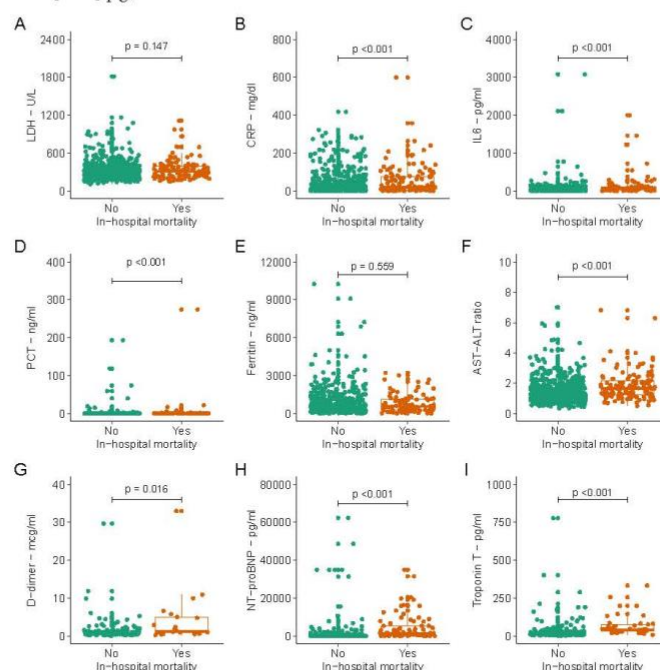 A
B
C
2400
1800
1200
600
0
LDH − U/L
p = 0.147
No
Yes
In−hospital mortality
800
600
400
200
0
CRP − mg/dl
p <0.001
No
Yes
In−hospital mortality
4000
3000
2000
1000
0
IL6 − pg/ml
p <0.001
No
Yes
In−hospital mortality
D
E
F
400
300
200
100
0
PCT − ng/ml
p <0.001
No
Yes
In−hospital mortality
12000
9000
6000
3000
0
Ferritin − ng/ml
p = 0.559
No
Yes
In−hospital mortality
10
8
6
4
2
0
AST−ALT ratio
p <0.001
No
Yes
In−hospital mortality
G
H
I
40
30
20
10
0
D−dimer − mcg/ml
p = 0.016
No
Yes
In−hospital mortality
80000
60000
40000
20000
0
NT−proBNP − pg/ml
p <0.001
No
Yes
In−hospital mortality
1000
750
500
250
0
Troponin T − pg/ml
p <0.001
No
Yes
In−hospital mortality